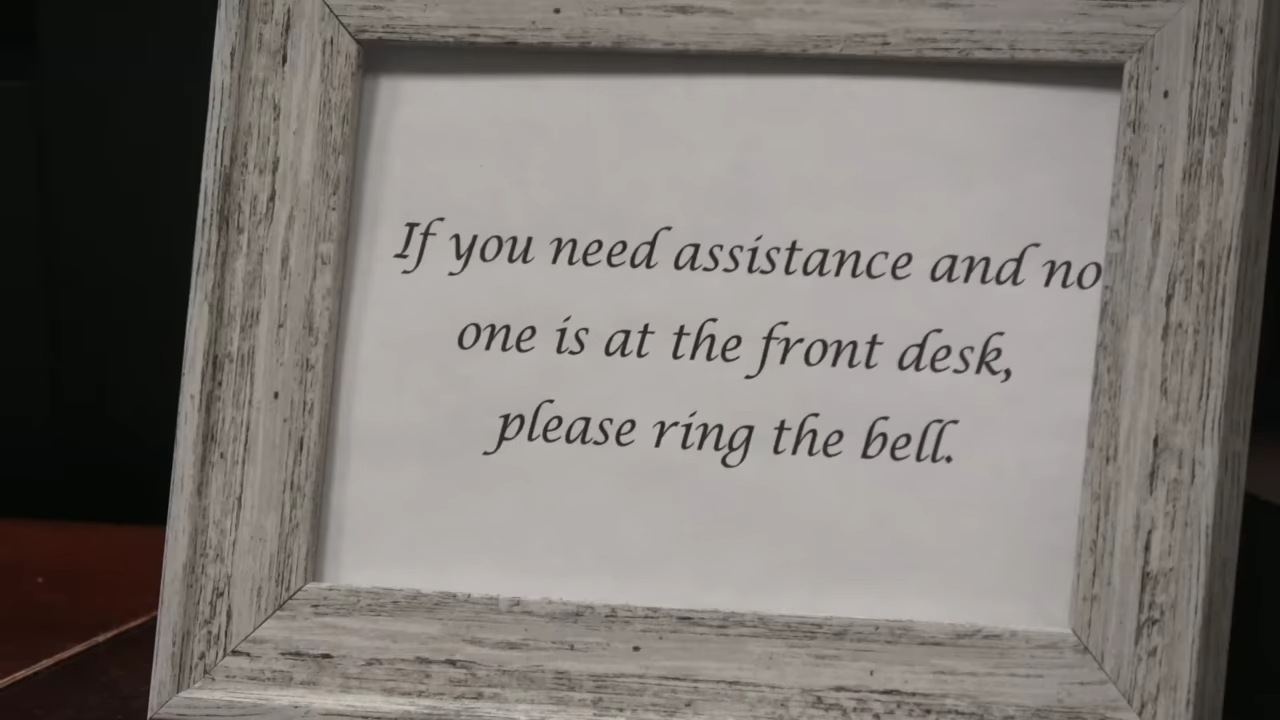 If you need assistance and no
one is at the front desk,
please ring the bell.